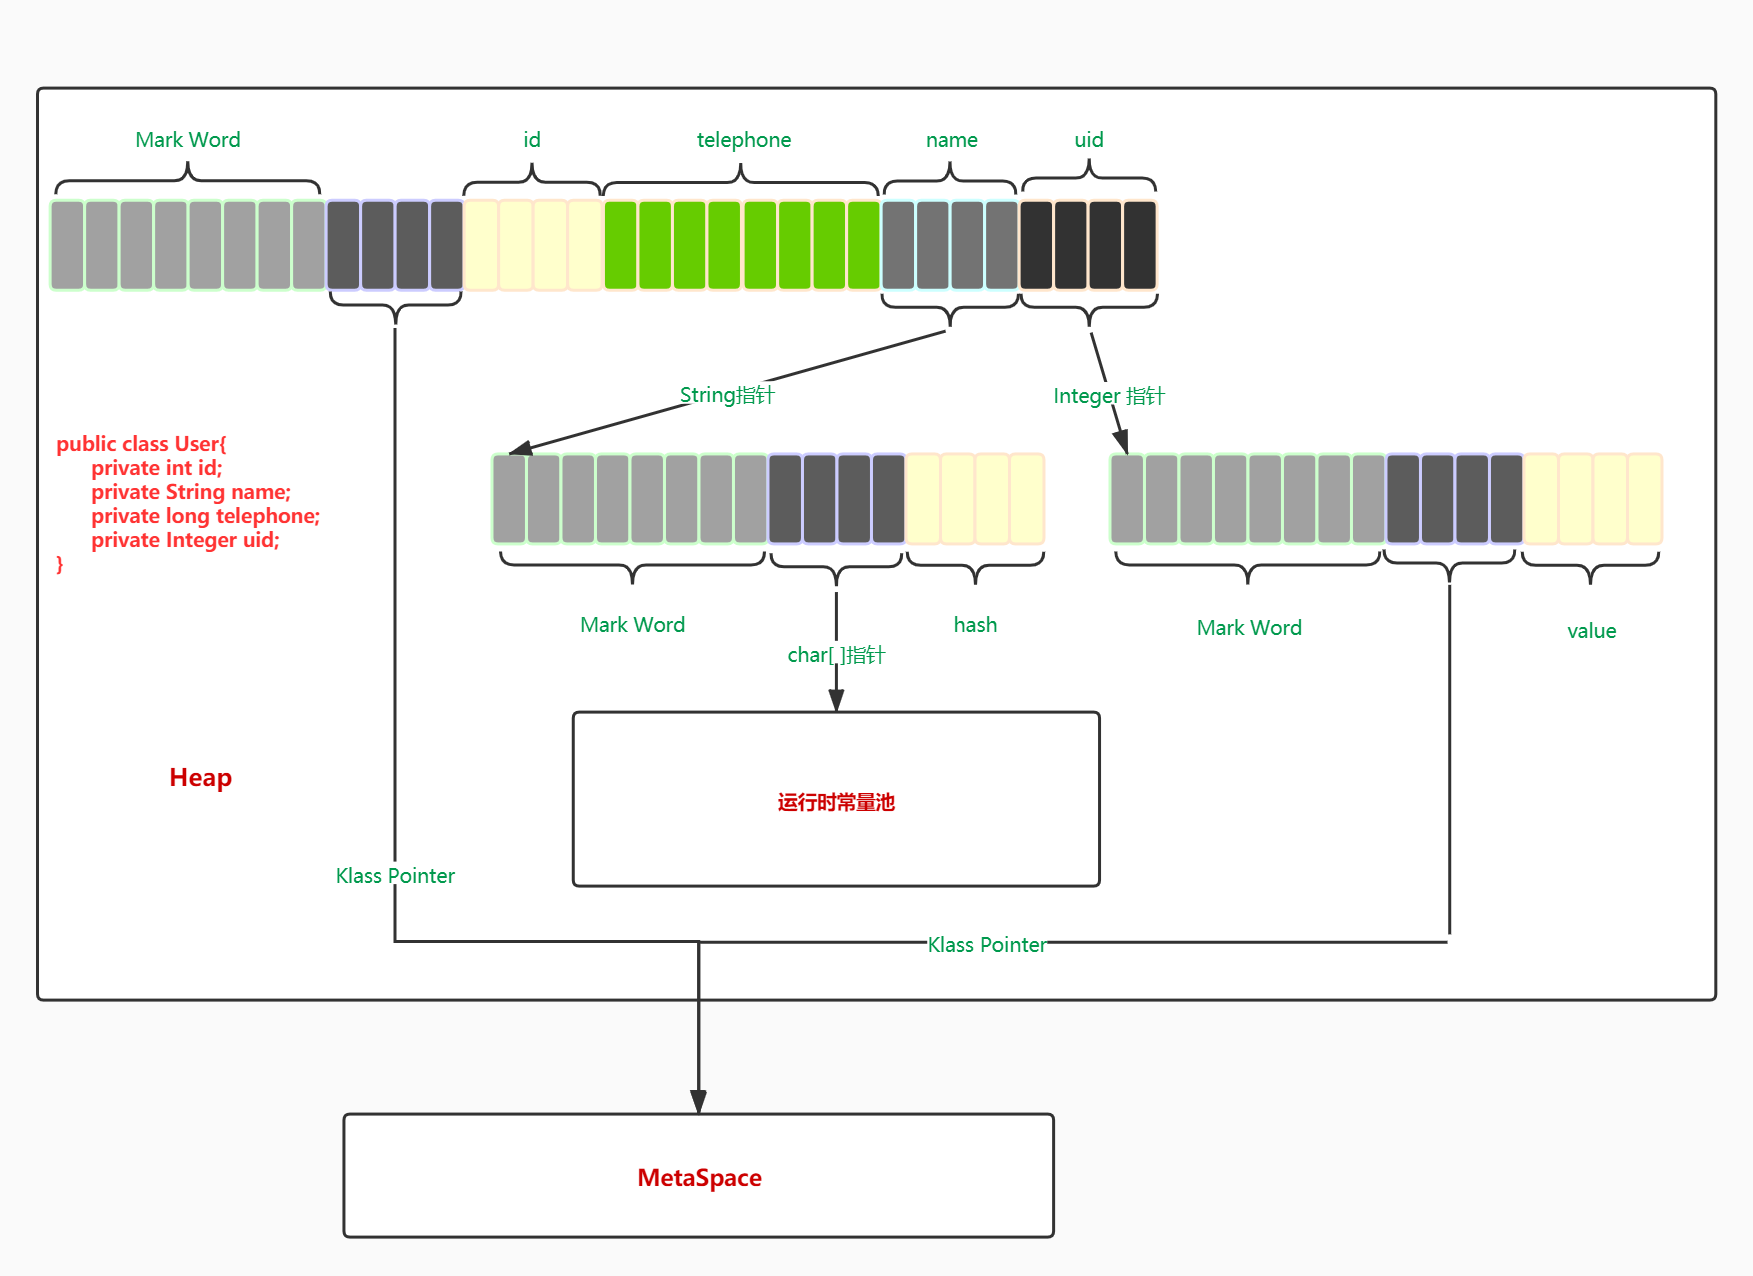 Mark Word
id
telephone
name
uid
String指针
Integer 指针
public class User{
private int id;
private String name;
private long telephone;
private Integer uid;
}
Mark Word
hash
Mark Word
value
char[ ]指针
Heap
运行时常量池
Klass Pointer
Klass Pointer
MetaSpace